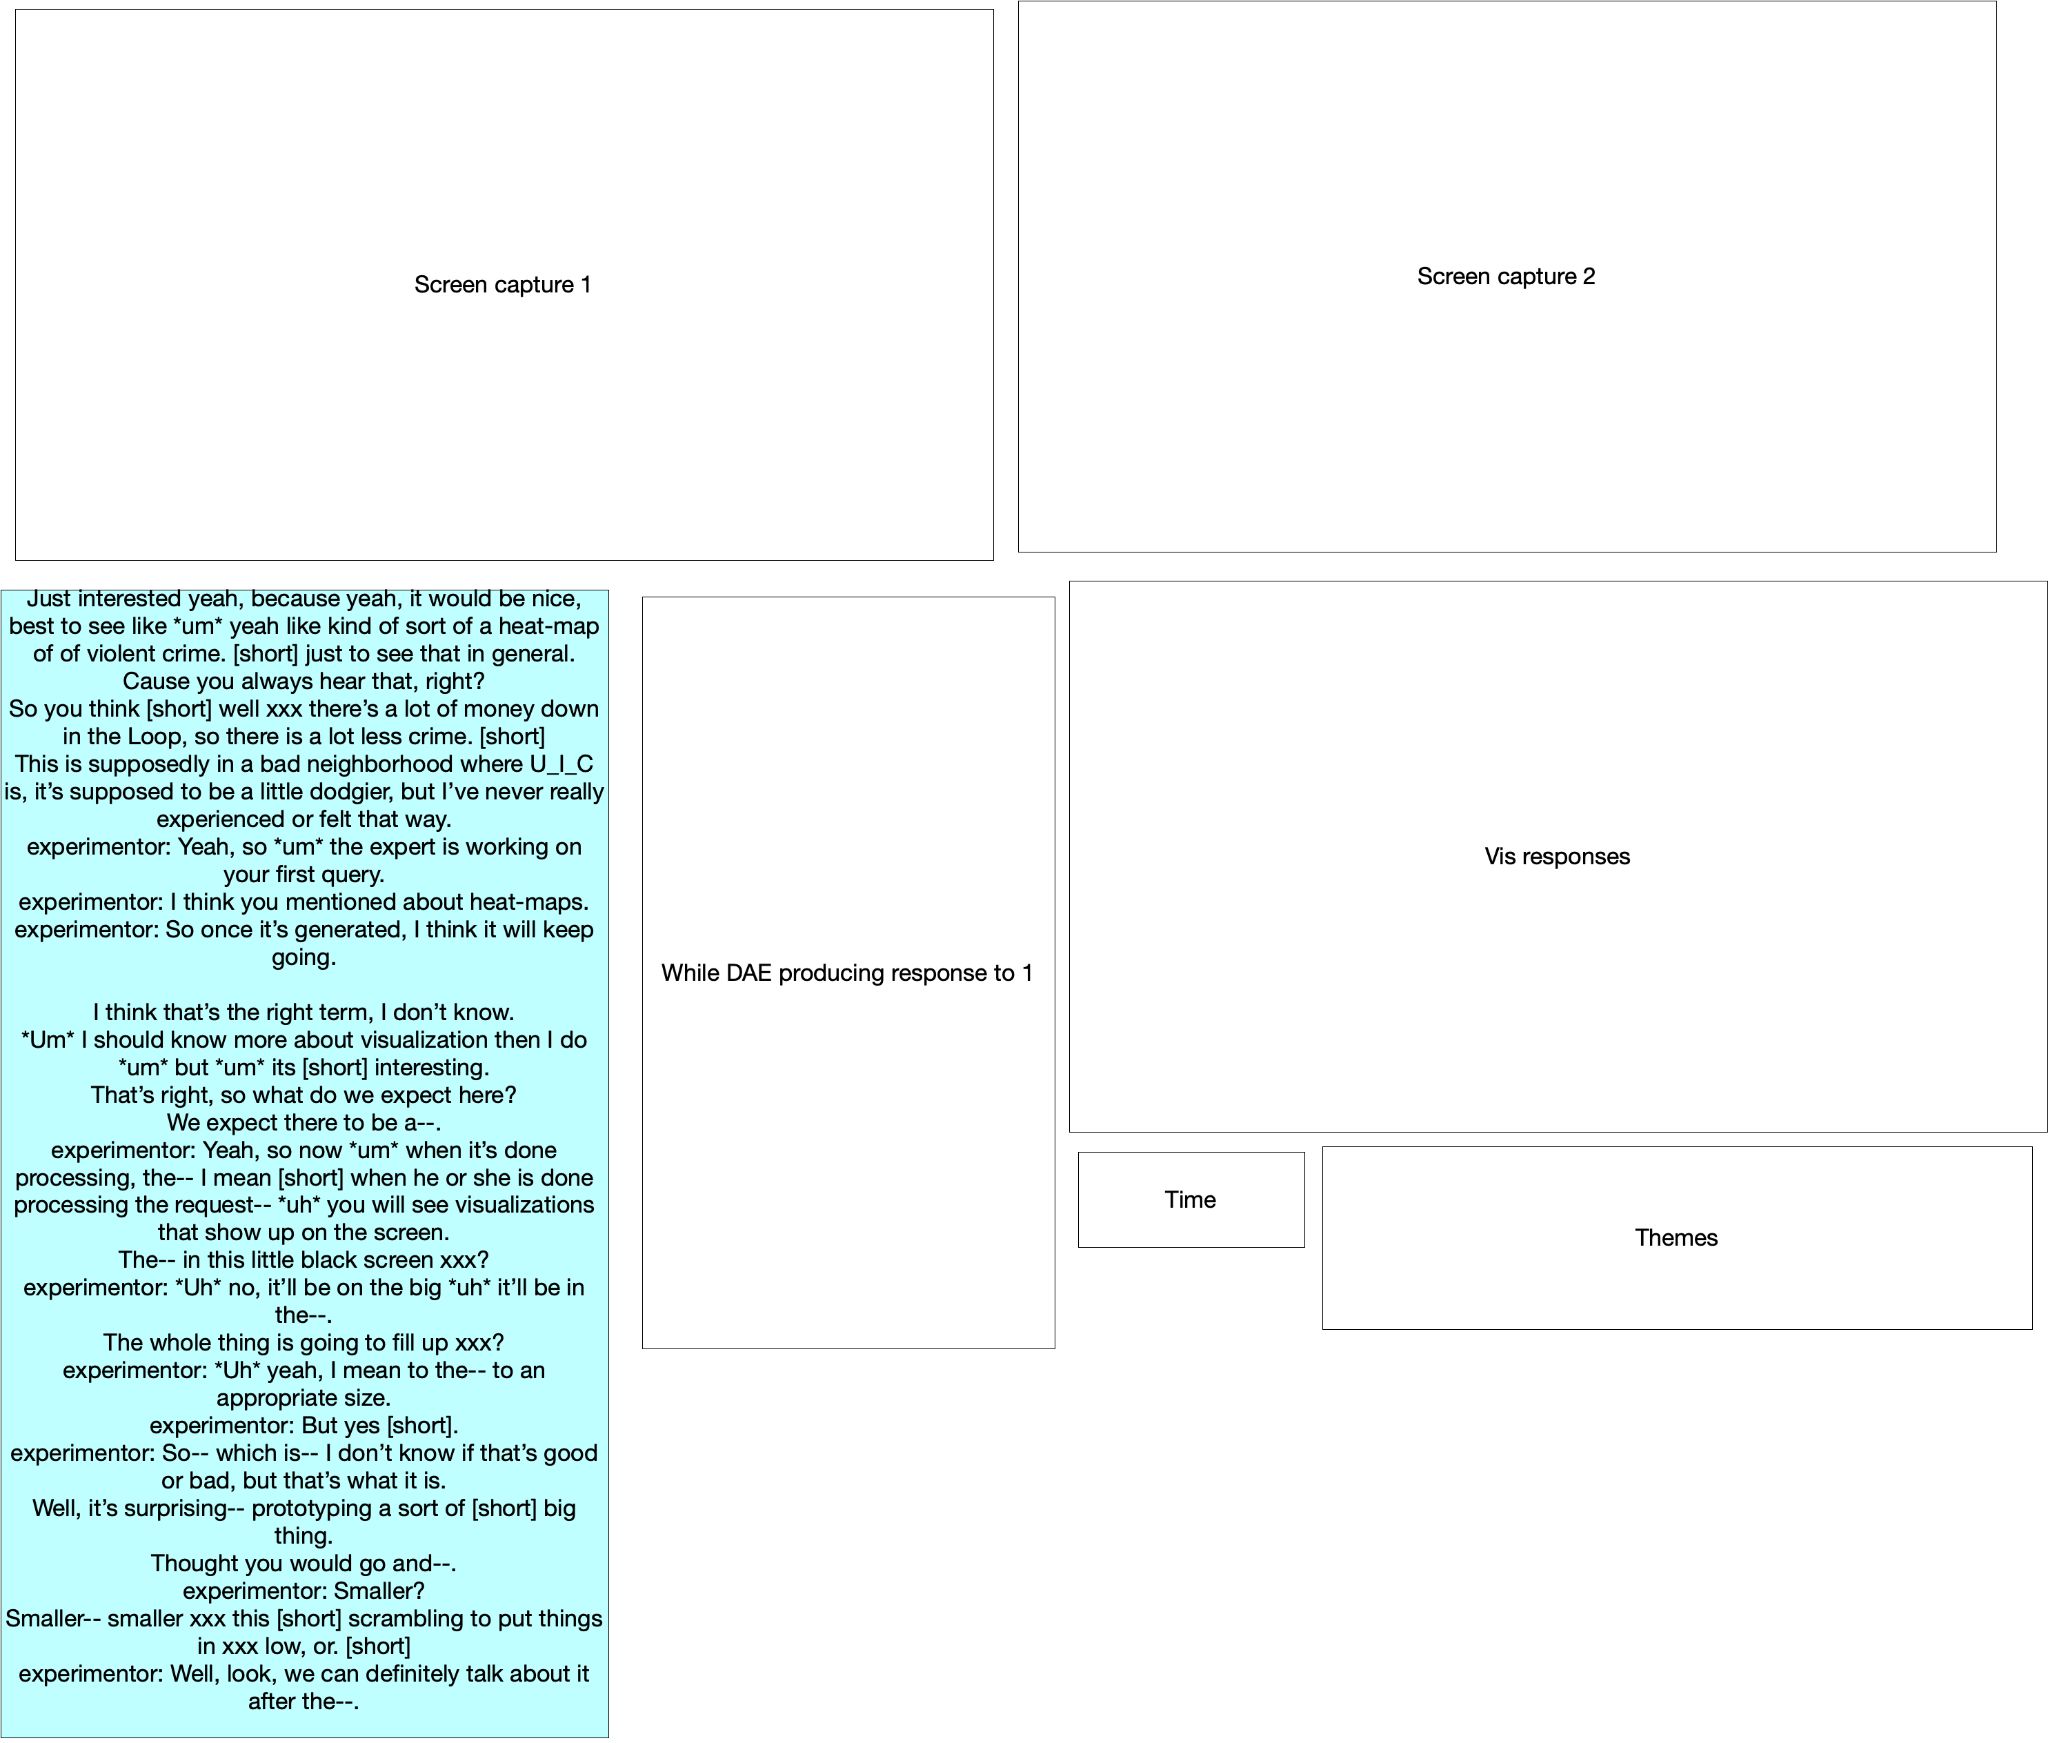 Screen capture 1
Screen capture 2
Just interested yeah, because yeah, it would be nice,
best to see like *um* yeah like kind of sort of a heat-map
of of violent crime. [short] just to see that in general.
Cause you always hear that, right?
So you think [short] well xxx there’s a lot of money down
in the Loop, so there is a lot less crime. [short]
This is supposedly in a bad neighborhood where U_I_C
is, it’s supposed to be a little dodgier, but I’ve never really
experienced or felt that way.
experimentor: Yeah, so *um* the expert is working on
your first query.
experimentor: I think you mentioned about heat-maps.
experimentor: So once it’s generated, I think it will keep
going.
I think that’s the right term, I don’t know.
*Um* I should know more about visualization then I do
*um* but *um* its [short] interesting.
That’s right, so what do we expect here?
We expect there to be a--.
experimentor: Yeah, so now *um* when it’s done
processing, the-- I mean [short] when he or she is done
processing the request-- *uh* you will see visualizations
that show up on the screen.
The-- in this little black screen xxx?
experimentor: *Uh* no, it’ll be on the big *uh* it’ll be in
the--.
The whole thing is going to fill up xxx?
experimentor: *Uh* yeah, I mean to the-- to an
appropriate size.
experimentor: But yes [short].
experimentor: So-- which is-- I don’t know if that’s good
or bad, but that’s what it is.
Well, it’s surprising-- prototyping a sort of [short] big
thing.
Thought you would go and--.
experimentor: Smaller?
Smaller-- smaller xxx this [short] scrambling to put things
in xxx low, or. [short]
experimentor: Well, look, we can definitely talk about it
after the--.
While DAE producing response to 1
Vis responses
Time
Themes